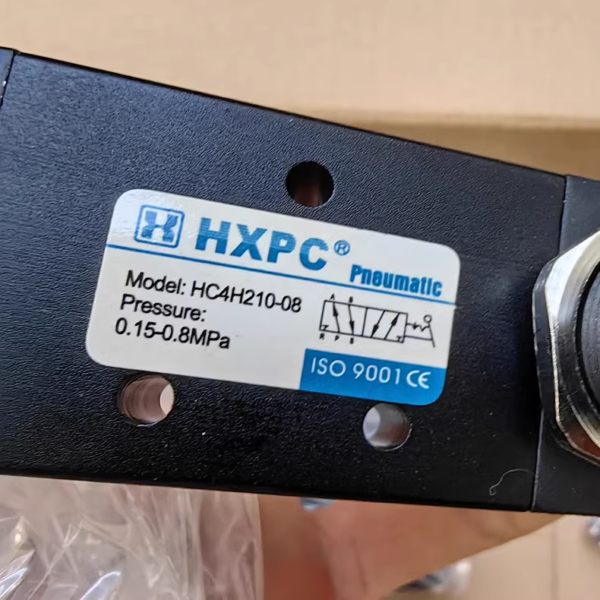 HXPC®
Pneumatic
Model: HC4H210-08
Pressure:
0.15-0.8MPa
A B
R P S
ISO 9001 CE